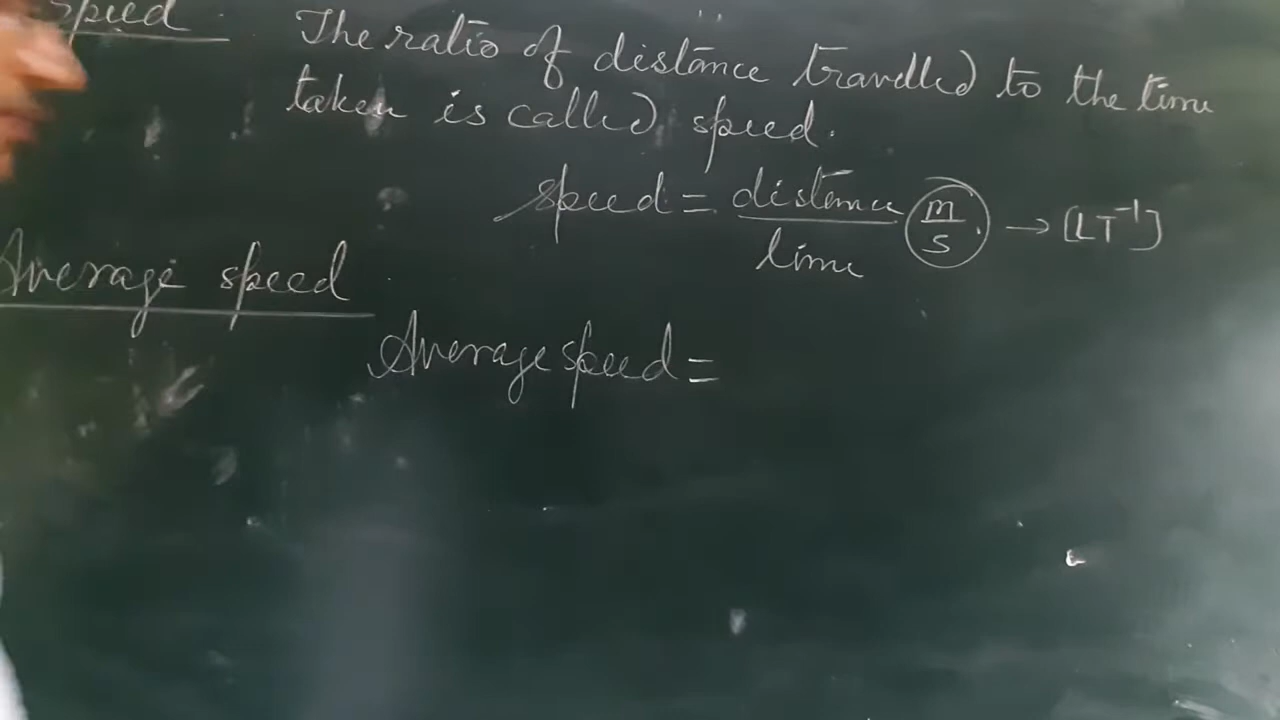 speed. The ratio of distance travelled to the time
taken is called speed.
speed = distance/time (m/s) → [LT⁻¹]
Average speed
Average speed =